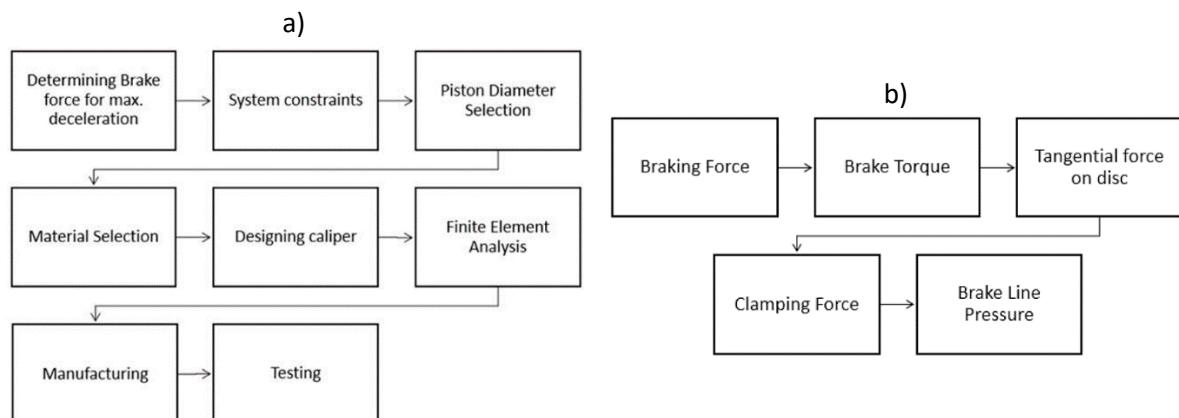 a)
Determining Brake
force for max.
deceleration
System constraints
Piston Diameter
Selection
Material Selection
Designing caliper
Finite Element
Analysis
Manufacturing
Testing
b)
Braking Force
Brake Torque
Tangential force
on disc
Clamping Force
Brake Line
Pressure